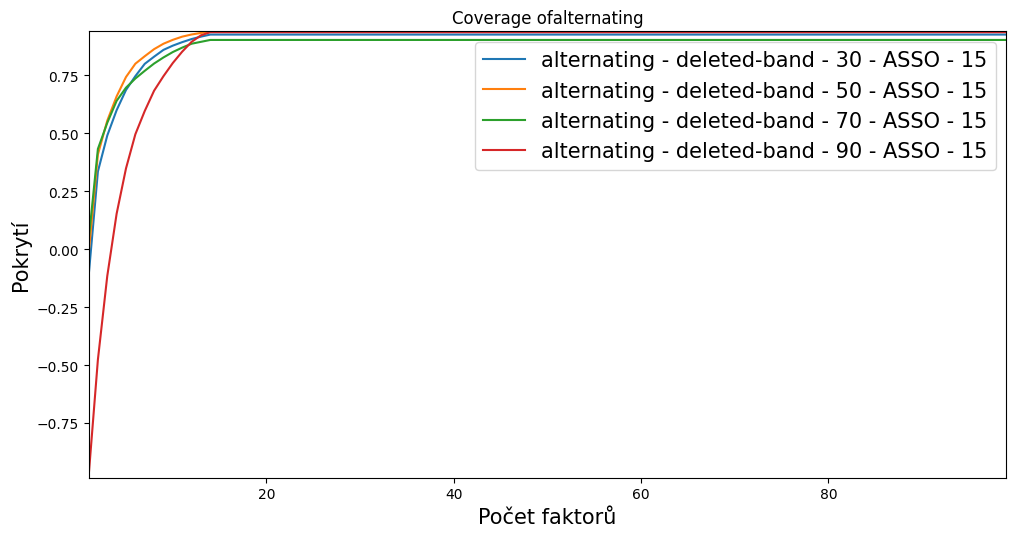 Coverage ofalternating
alternating - deleted-band - 30 - ASSO - 15
alternating - deleted-band - 50 - ASSO - 15
alternating - deleted-band - 70 - ASSO - 15
alternating - deleted-band - 90 - ASSO - 15
Pokrytí
0.75
0.50
0.25
0.00
−0.25
−0.50
−0.75
20 40 60 80
Počet faktorů